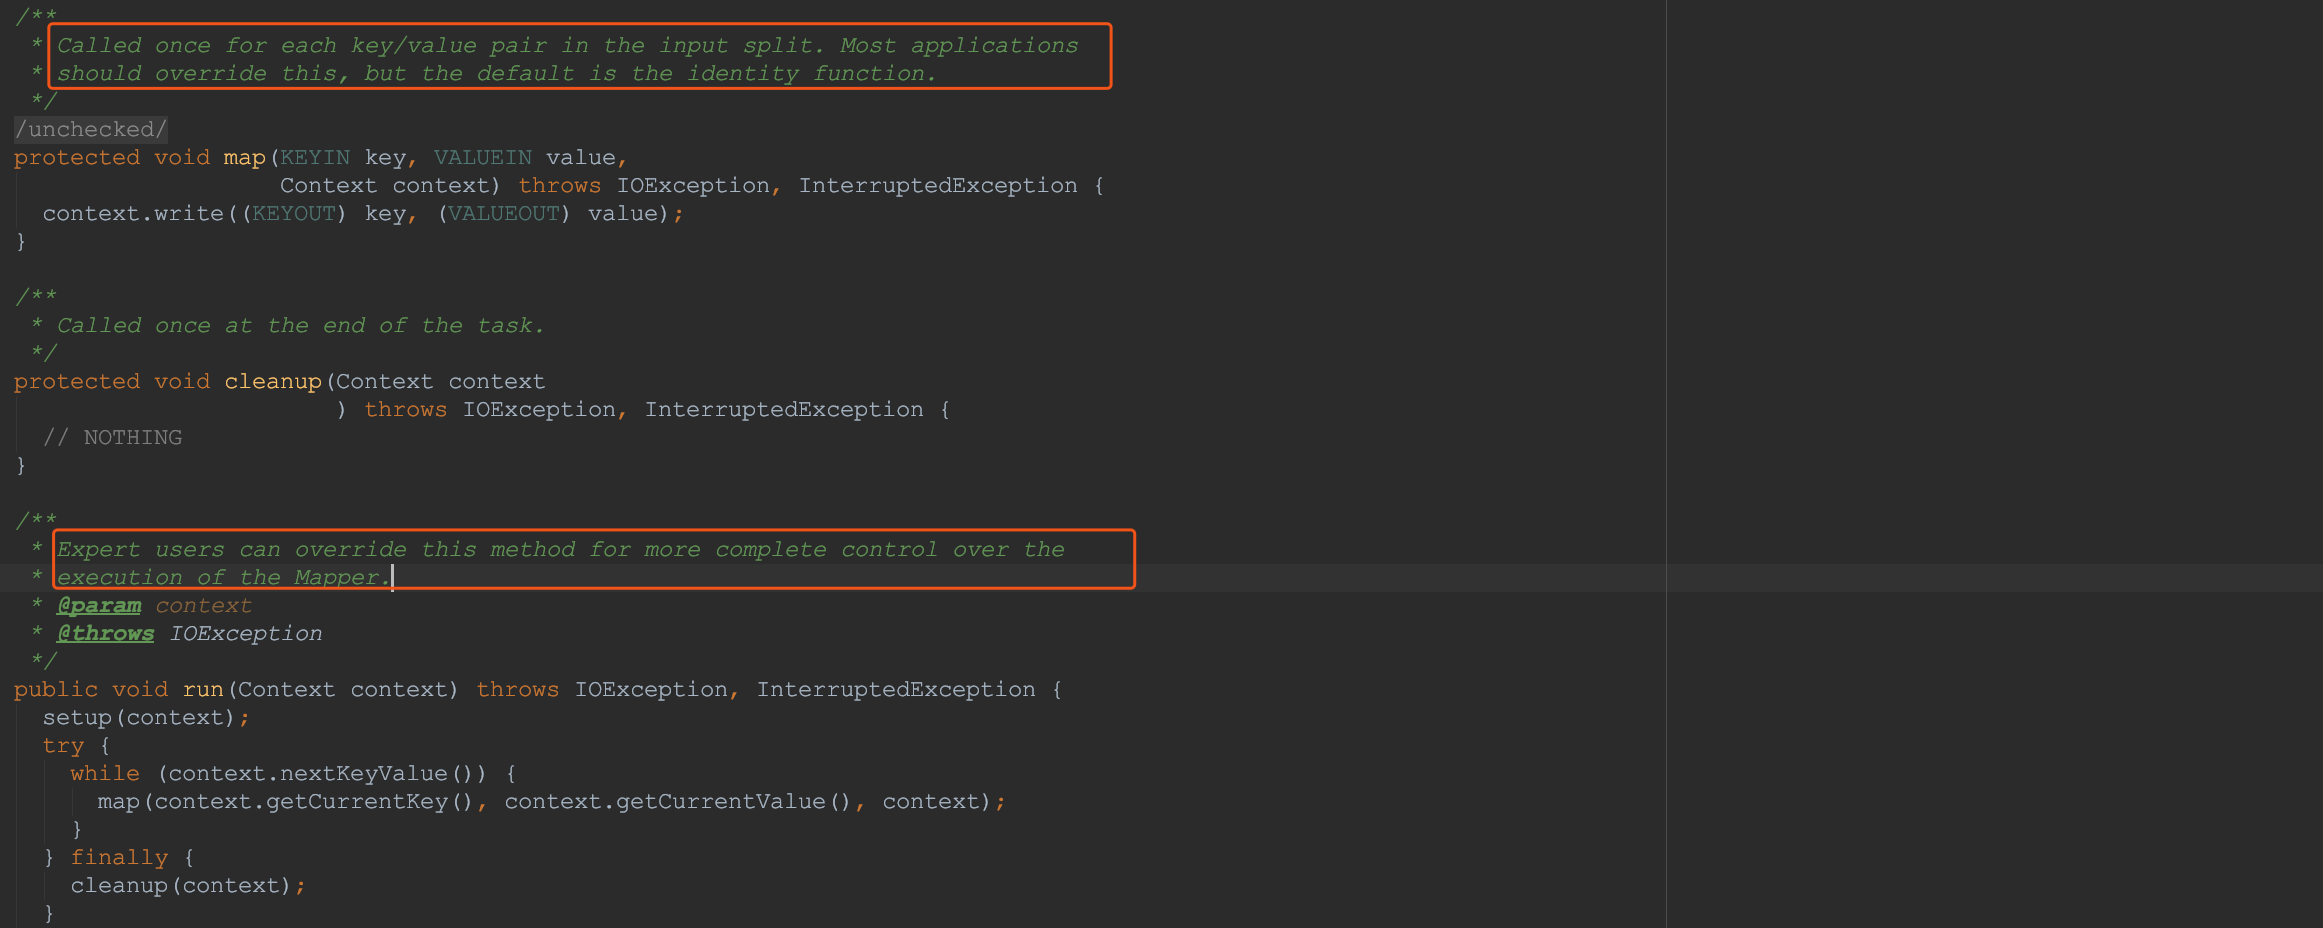 /**
 * Called once for each key/value pair in the input split. Most applications
 * should override this, but the default is the identity function.
 */
/unchecked/
protected void map(KEYIN key, VALUEIN value,
                   Context context) throws IOException, InterruptedException {
  context.write((KEYOUT) key, (VALUEOUT) value);
}

/**
 * Called once at the end of the task.
 */
protected void cleanup(Context context
                       ) throws IOException, InterruptedException {
  // NOTHING
}

/**
 * Expert users can override this method for more complete control over the
 * execution of the Mapper.
 * @param context
 * @throws IOException
 */
public void run(Context context) throws IOException, InterruptedException {
  setup(context);
  try {
    while (context.nextKeyValue()) {
      map(context.getCurrentKey(), context.getCurrentValue(), context);
    }
  } finally {
    cleanup(context);
  }